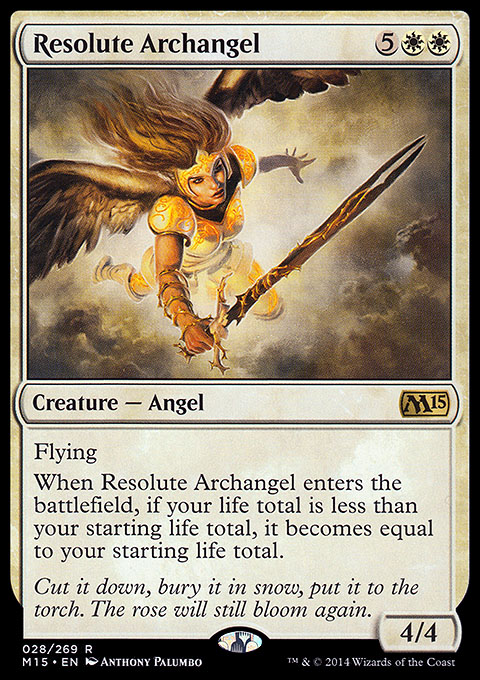 Resolute Archangel 5
Creature — Angel M15
Flying
When Resolute Archangel enters the
battlefield, if your life total is less than
your starting life total, it becomes equal
to your starting life total.
Cut it down, bury it in snow, put it to the
torch. The rose will still bloom again.
4/4
028/269 R
M15 • EN Anthony Palumbo ™ & © 2014 Wizards of the Coast